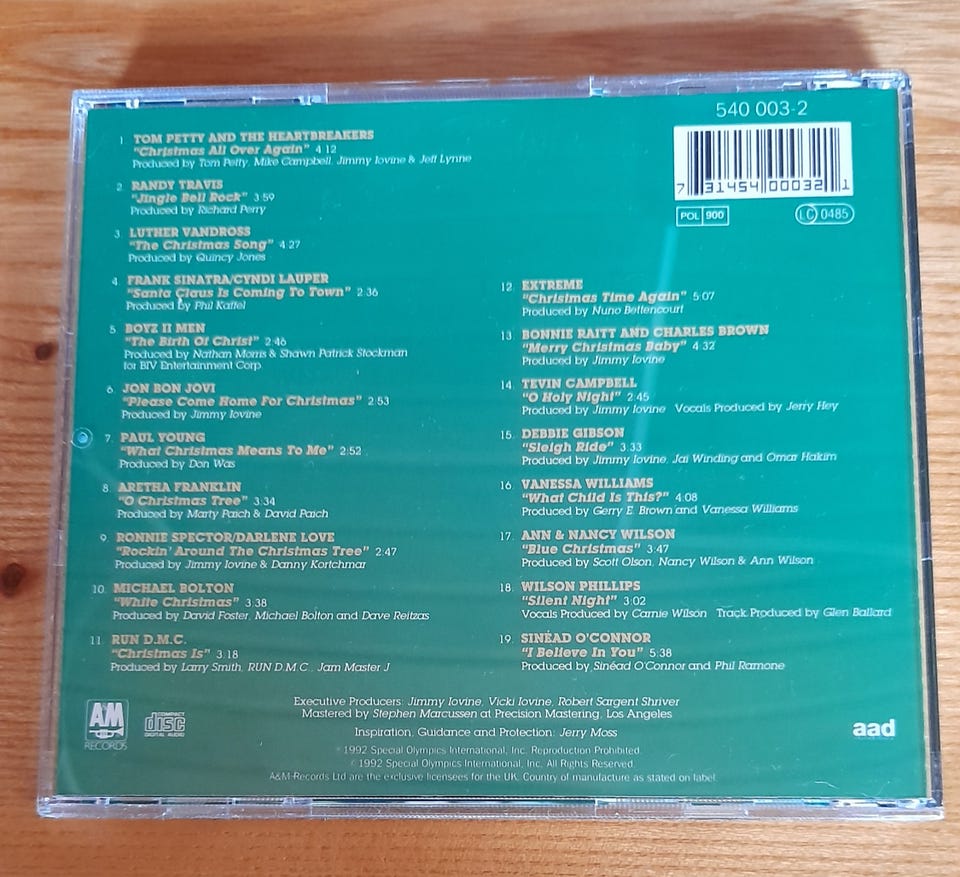 540 003-2
7 31454 00032 1
POL 900
LC 0485
1. TOM PETTY AND THE HEARTBREAKERS
"Christmas All Over Again" 4:12
Produced by Tom Petty, Mike Campbell, Jimmy Iovine & Jeff Lynne
2. RANDY TRAVIS
"Jingle Bell Rock" 3:59
Produced by Richard Perry
3. LUTHER VANDROSS
"The Christmas Song" 4:27
Produced by Quincy Jones
4. FRANK SINATRA/CYNDI LAUPER
"Santa Claus Is Coming To Town" 2:36
Produced by Phil Kaffel
5. BOYZ II MEN
"The Birth Of Christ" 2:46
Produced by Nathan Morris & Shawn Patrick Stockman
for BIV Entertainment Corp.
6. JON BON JOVI
"Please Come Home For Christmas" 2:53
Produced by Jimmy Iovine
7. PAUL YOUNG
"What Christmas Means To Me" 2:52
Produced by Don Was
8. ARETHA FRANKLIN
"O Christmas Tree" 3:34
Produced by Marty Paich & David Paich
9. RONNIE SPECTOR/DARLENE LOVE
"Rockin' Around The Christmas Tree" 2:47
Produced by Jimmy Iovine & Danny Kortchmar
10. MICHAEL BOLTON
"White Christmas" 3:38
Produced by David Foster, Michael Bolton and Dave Reitzas
11. RUN D.M.C.
"Christmas Is" 3:18
Produced by Larry Smith, RUN D.M.C., Jam Master J
12. EXTREME
"Christmas Time Again" 5:07
Produced by Nuno Bettencourt
13. BONNIE RAITT AND CHARLES BROWN
"Merry Christmas Baby" 4:32
Produced by Jimmy Iovine
14. TEVIN CAMPBELL
"O Holy Night" 2:45
Produced by Jimmy Iovine Vocals Produced by Jerry Hey
15. DEBBIE GIBSON
"Sleigh Ride" 3:33
Produced by Jimmy Iovine, Jai Winding and Omar Hakim
16. VANESSA WILLIAMS
"What Child Is This?" 4:08
Produced by Gerry E. Brown and Vanessa Williams
17. ANN & NANCY WILSON
"Blue Christmas" 3:47
Produced by Scott Olson, Nancy Wilson & Ann Wilson
18. WILSON PHILLIPS
"Silent Night" 3:02
Vocals Produced by Carnie Wilson Track Produced by Glen Ballard
19. SINÉAD O'CONNOR
"I Believe In You" 5:38
Produced by Sinéad O'Connor and Phil Ramone
Executive Producers: Jimmy Iovine, Vicki Iovine, Robert Sargent Shriver
Mastered by Stephen Marcussen at Precision Mastering, Los Angeles
Inspiration, Guidance and Protection: Jerry Moss
℗ 1992 Special Olympics International, Inc. Reproduction Prohibited.
© 1992 Special Olympics International, Inc. All Rights Reserved.
A&M Records Ltd are the exclusive licensees for the UK. Country of manufacture as stated on label.
A&M
RECORDS
COMPACT
disc
DIGITAL AUDIO
aad